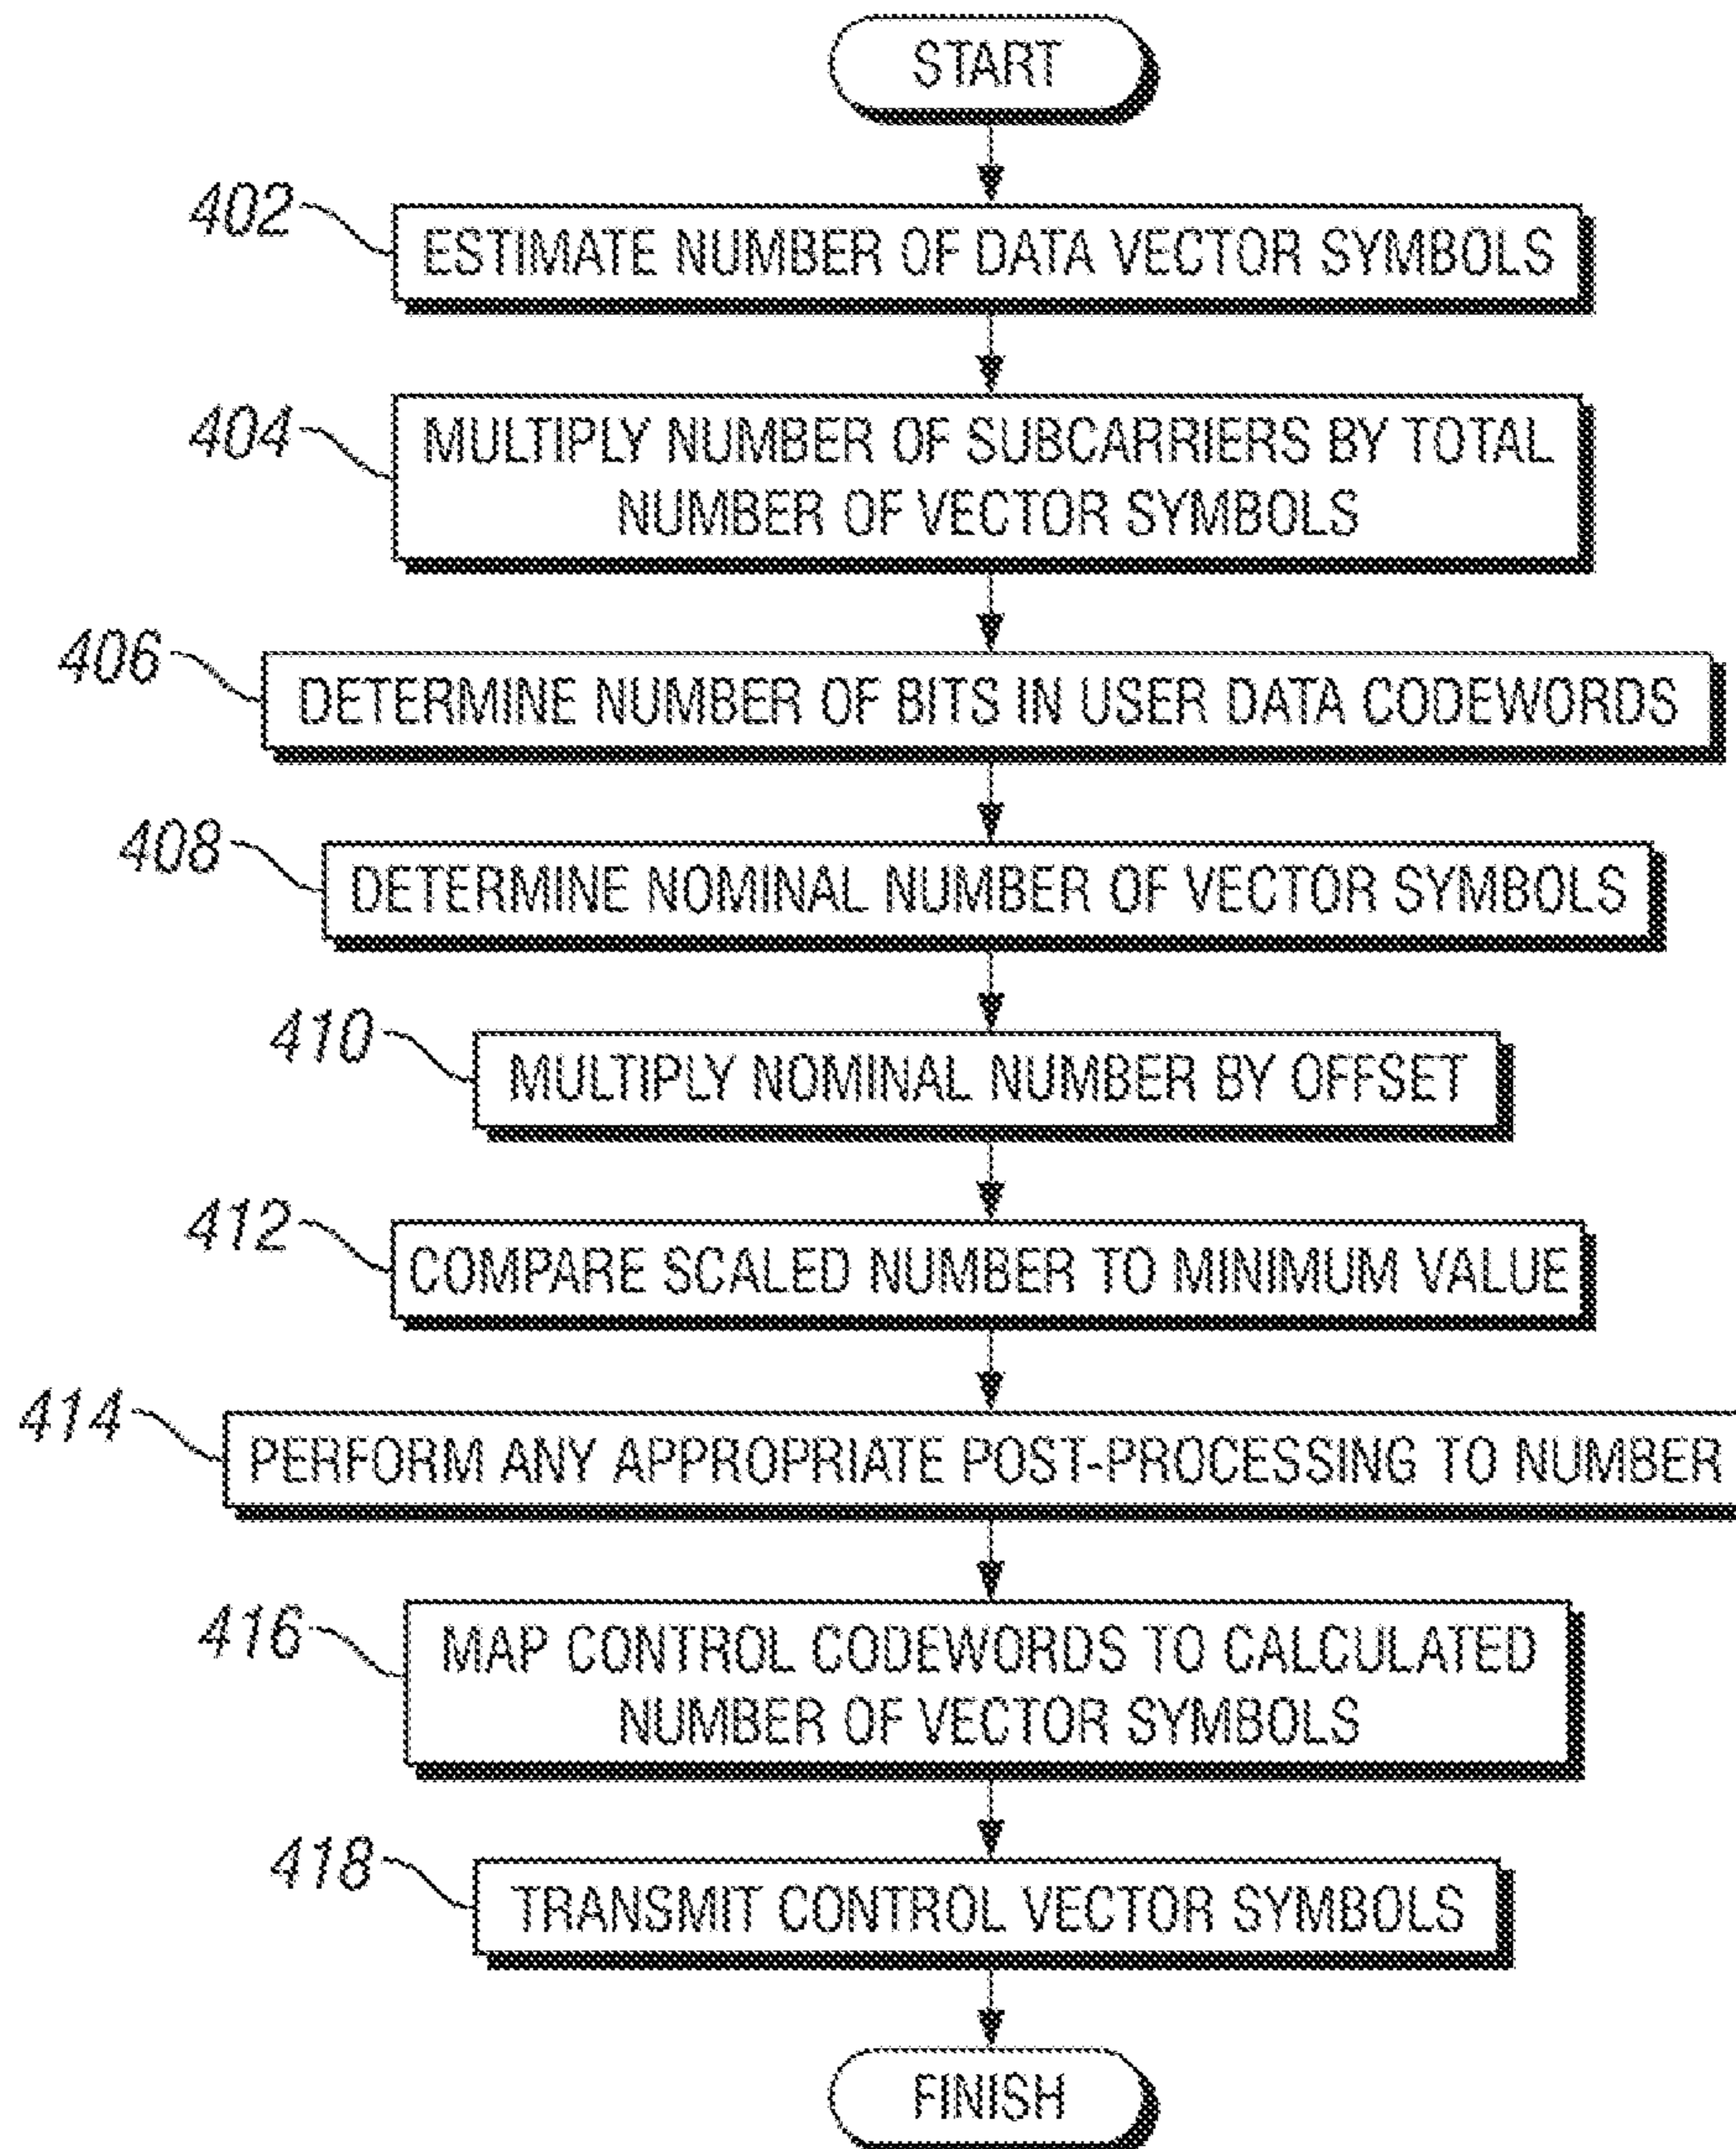 START
402
ESTIMATE NUMBER OF DATA VECTOR SYMBOLS
404
MULTIPLY NUMBER OF SUBCARRIERS BY TOTAL
NUMBER OF VECTOR SYMBOLS
406
DETERMINE NUMBER OF BITS IN USER DATA CODEWORDS
408
DETERMINE NOMINAL NUMBER OF VECTOR SYMBOLS
410
MULTIPLY NOMINAL NUMBER BY OFFSET
412
COMPARE SCALED NUMBER TO MINIMUM VALUE
414
PERFORM ANY APPROPRIATE POST-PROCESSING TO NUMBER
416
MAP CONTROL CODEWORDS TO CALCULATED
NUMBER OF VECTOR SYMBOLS
418
TRANSMIT CONTROL VECTOR SYMBOLS
FINISH